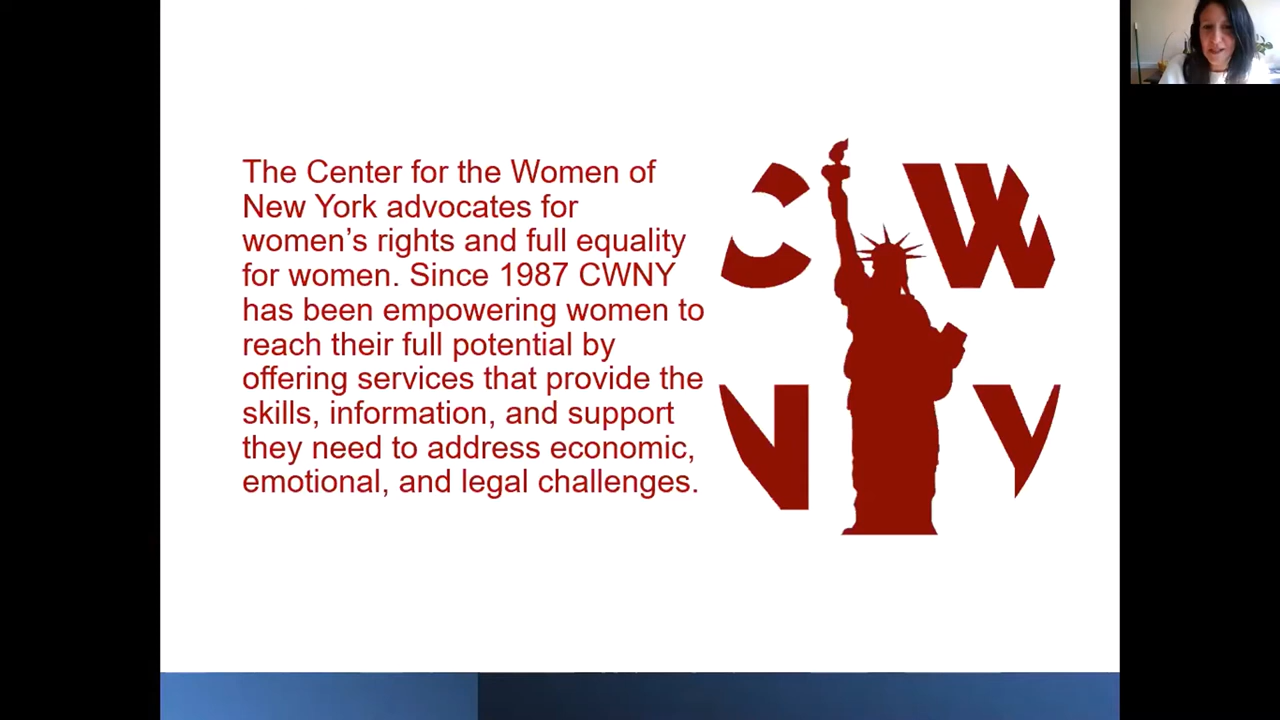 The Center for the Women of
New York advocates for
women’s rights and full equality
for women. Since 1987 CWNY
has been empowering women to
reach their full potential by
offering services that provide the
skills, information, and support
they need to address economic,
emotional, and legal challenges.
C W
N Y